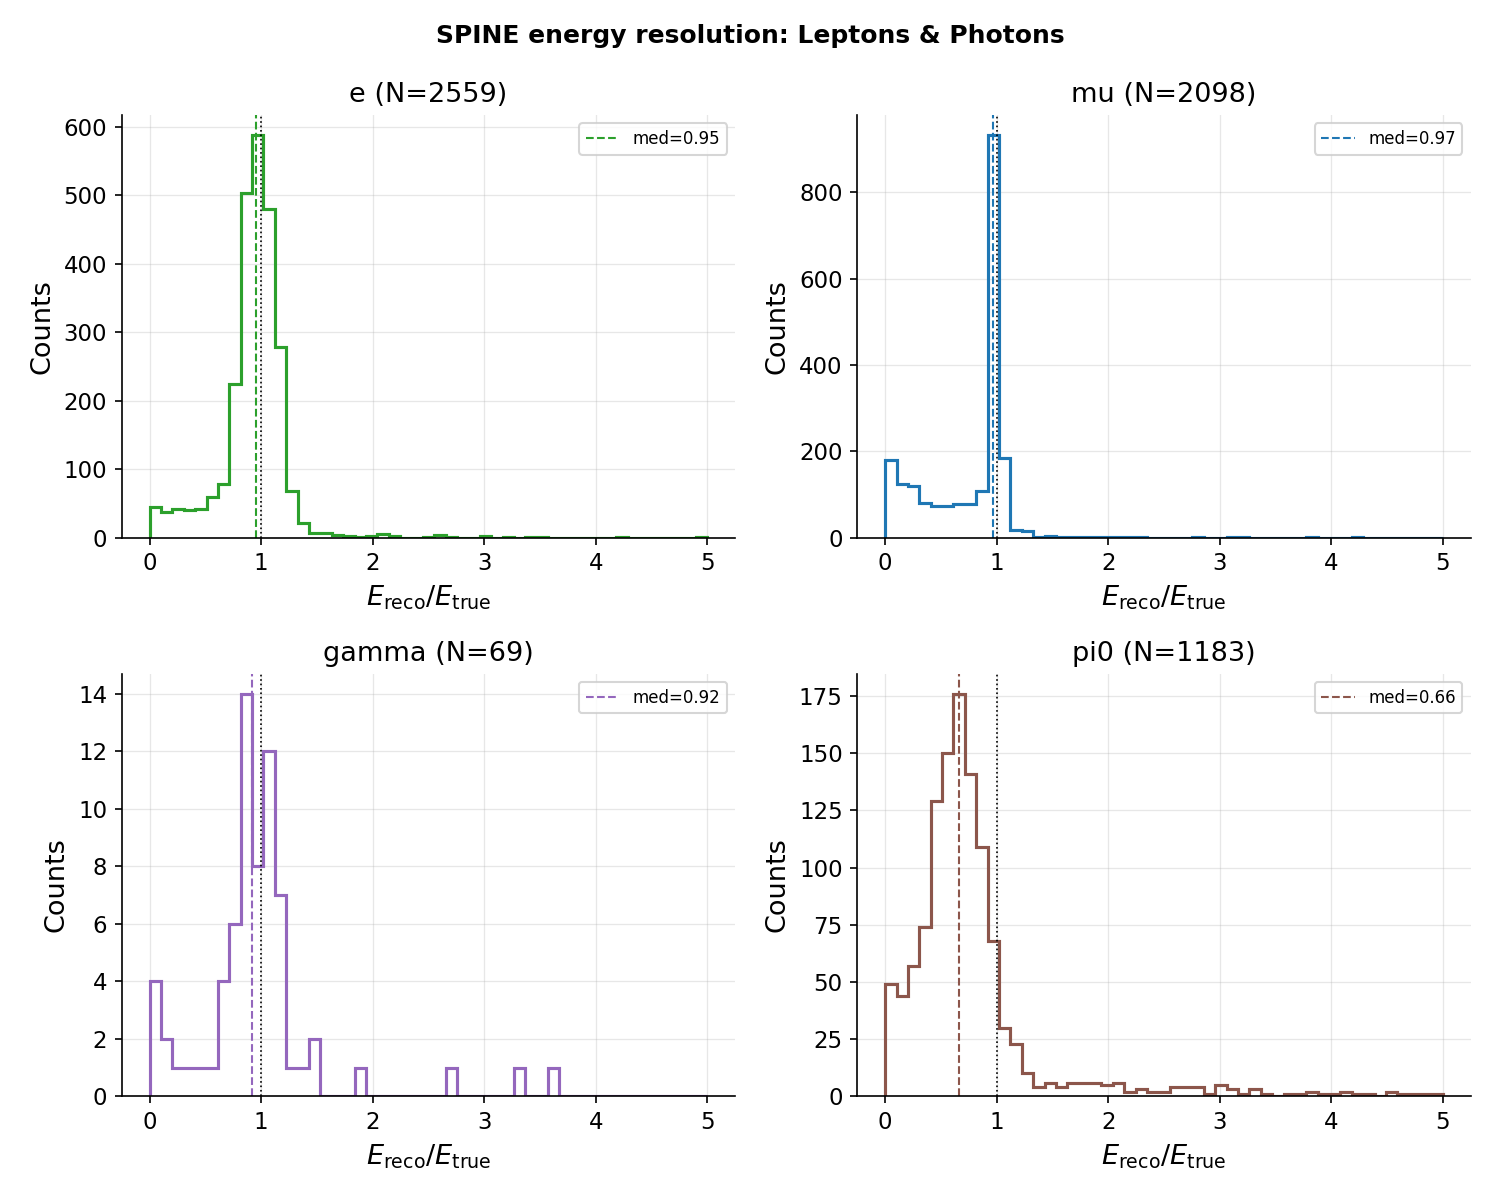 SPINE energy resolution: Leptons & Photons
e (N=2559)
mu (N=2098)
med=0.95
med=0.97
600
500
400
300
200
100
0
Counts
800
600
400
200
0
Counts
0 1 2 3 4 5
0 1 2 3 4 5
E_reco/E_true
E_reco/E_true
gamma (N=69)
pi0 (N=1183)
med=0.92
med=0.66
14
12
10
8
6
4
2
0
Counts
175
150
125
100
75
50
25
0
Counts
0 1 2 3 4 5
0 1 2 3 4 5
E_reco/E_true
E_reco/E_true